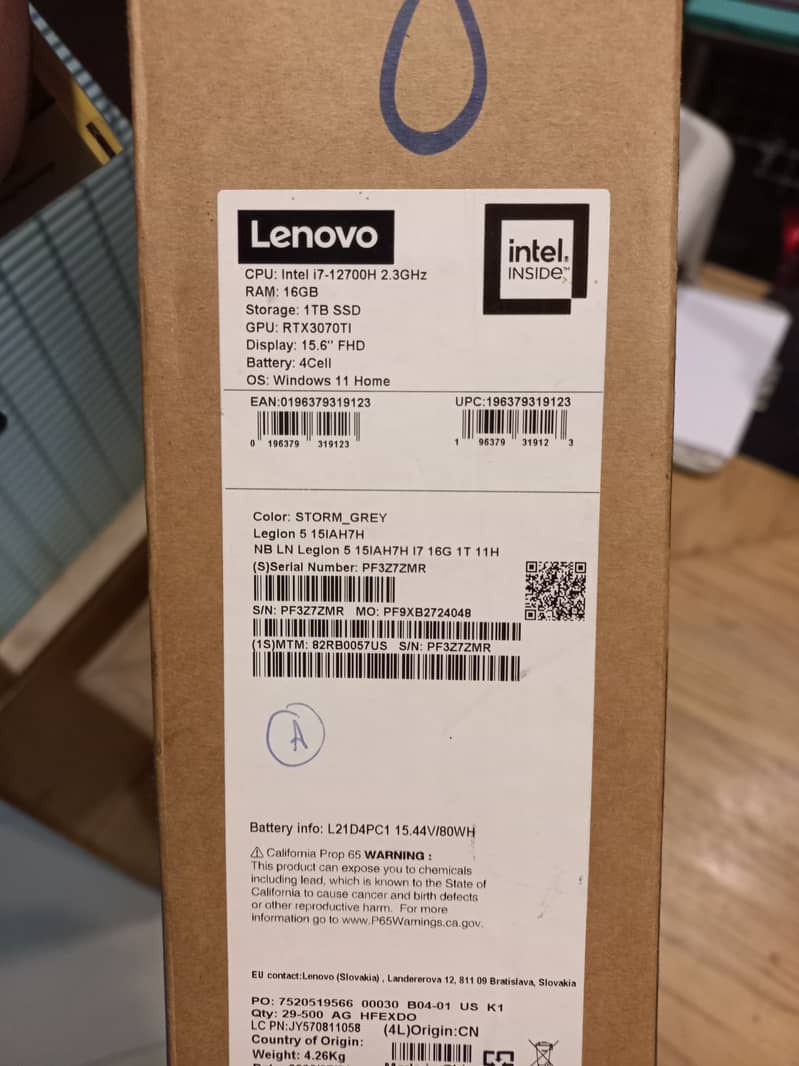 Lenovo
intel.
INSIDE™
CPU: Intel i7-12700H 2.3GHz
RAM: 16GB
Storage: 1TB SSD
GPU: RTX3070TI
Display: 15.6" FHD
Battery: 4Cell
OS: Windows 11 Home
EAN:0196379319123 UPC:196379319123
0 196379 319123 1 96379 31912 3
Color: STORM_GREY
Legion 5 15IAH7H
NB LN Legion 5 15IAH7H I7 16G 1T 11H
(S)Serial Number: PF3Z7ZMR
S/N: PF3Z7ZMR MO: PF9XB2724048
(1S)MTM: 82RB0057US S/N: PF3Z7ZMR
A
Battery info: L21D4PC1 15.44V/80WH
⚠ California Prop 65 WARNING :
This product can expose you to chemicals
including lead, which is known to the State of
California to cause cancer and birth defects
or other reproductive harm. For more
information go to www.P65Warnings.ca.gov.
EU contact:Lenovo (Slovakia) , Landererova 12, 811 09 Bratislava, Slovakia
PO: 7520519566 00030 B04-01 US K1
Qty: 29-500 AG HFEXDO
LC PN:JY570811058 (4L)Origin:CN
Country of Origin:
Weight: 4.26Kg